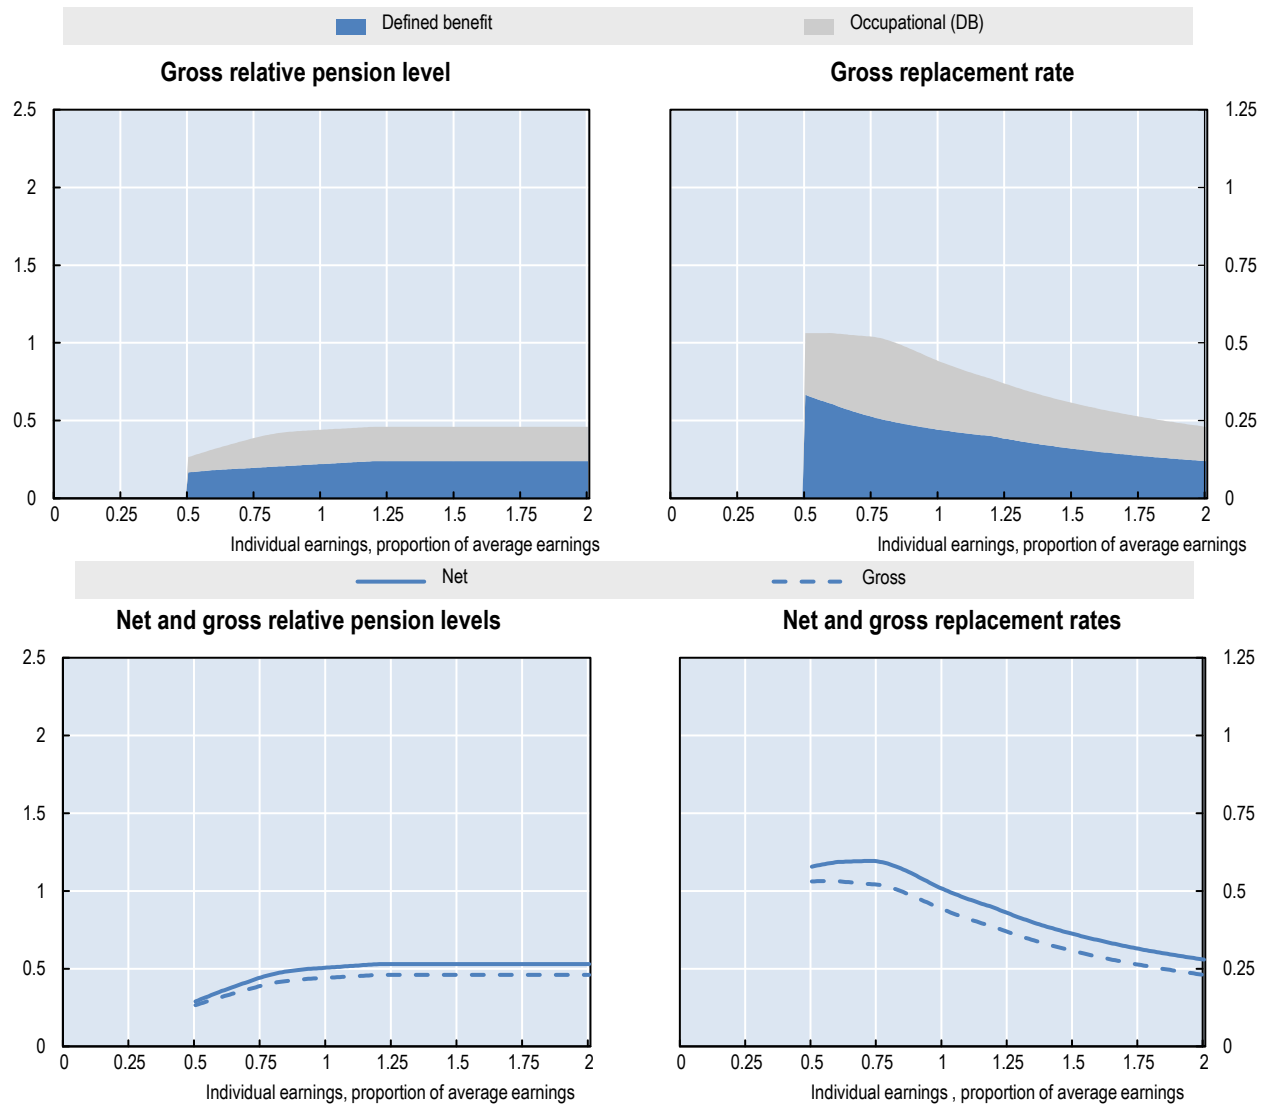 Defined benefit
Occupational (DB)
Gross relative pension level
Gross replacement rate
2.5
2
1.5
1
0.5
0
0 0.25 0.5 0.75 1 1.25 1.5 1.75 2
Individual earnings, proportion of average earnings
1.25
1
0.75
0.5
0.25
0
0 0.25 0.5 0.75 1 1.25 1.5 1.75 2
Individual earnings, proportion of average earnings
Net
Gross
Net and gross relative pension levels
Net and gross replacement rates
2.5
2
1.5
1
0.5
0
0 0.25 0.5 0.75 1 1.25 1.5 1.75 2
Individual earnings, proportion of average earnings
1.25
1
0.75
0.5
0.25
0
0 0.25 0.5 0.75 1 1.25 1.5 1.75 2
Individual earnings , proportion of average earnings